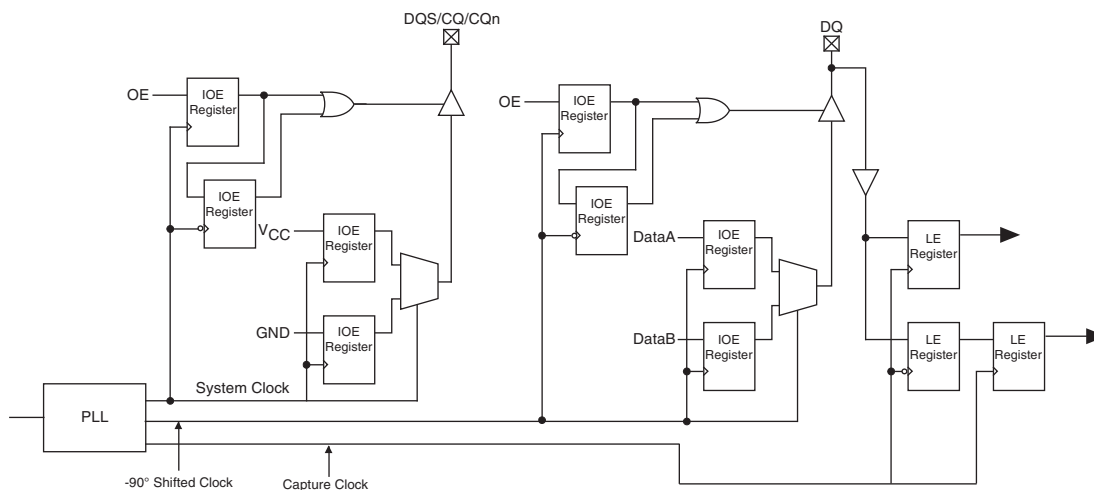 DQS/CQ/CQn
DQ
OE
IOE
Register
IOE
Register
VCC
IOE
Register
GND
IOE
Register
OE
IOE
Register
IOE
Register
DataA
IOE
Register
DataB
IOE
Register
LE
Register
LE
Register
LE
Register
System Clock
PLL
-90° Shifted Clock
Capture Clock